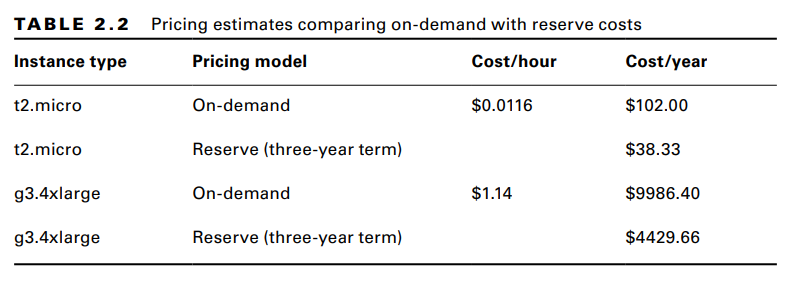 TABLE 2.2 Pricing estimates comparing on-demand with reserve costs
Instance type Pricing model Cost/hour Cost/year
t2.micro On-demand $0.0116 $102.00
t2.micro Reserve (three-year term) $38.33
g3.4xlarge On-demand $1.14 $9986.40
g3.4xlarge Reserve (three-year term) $4429.66